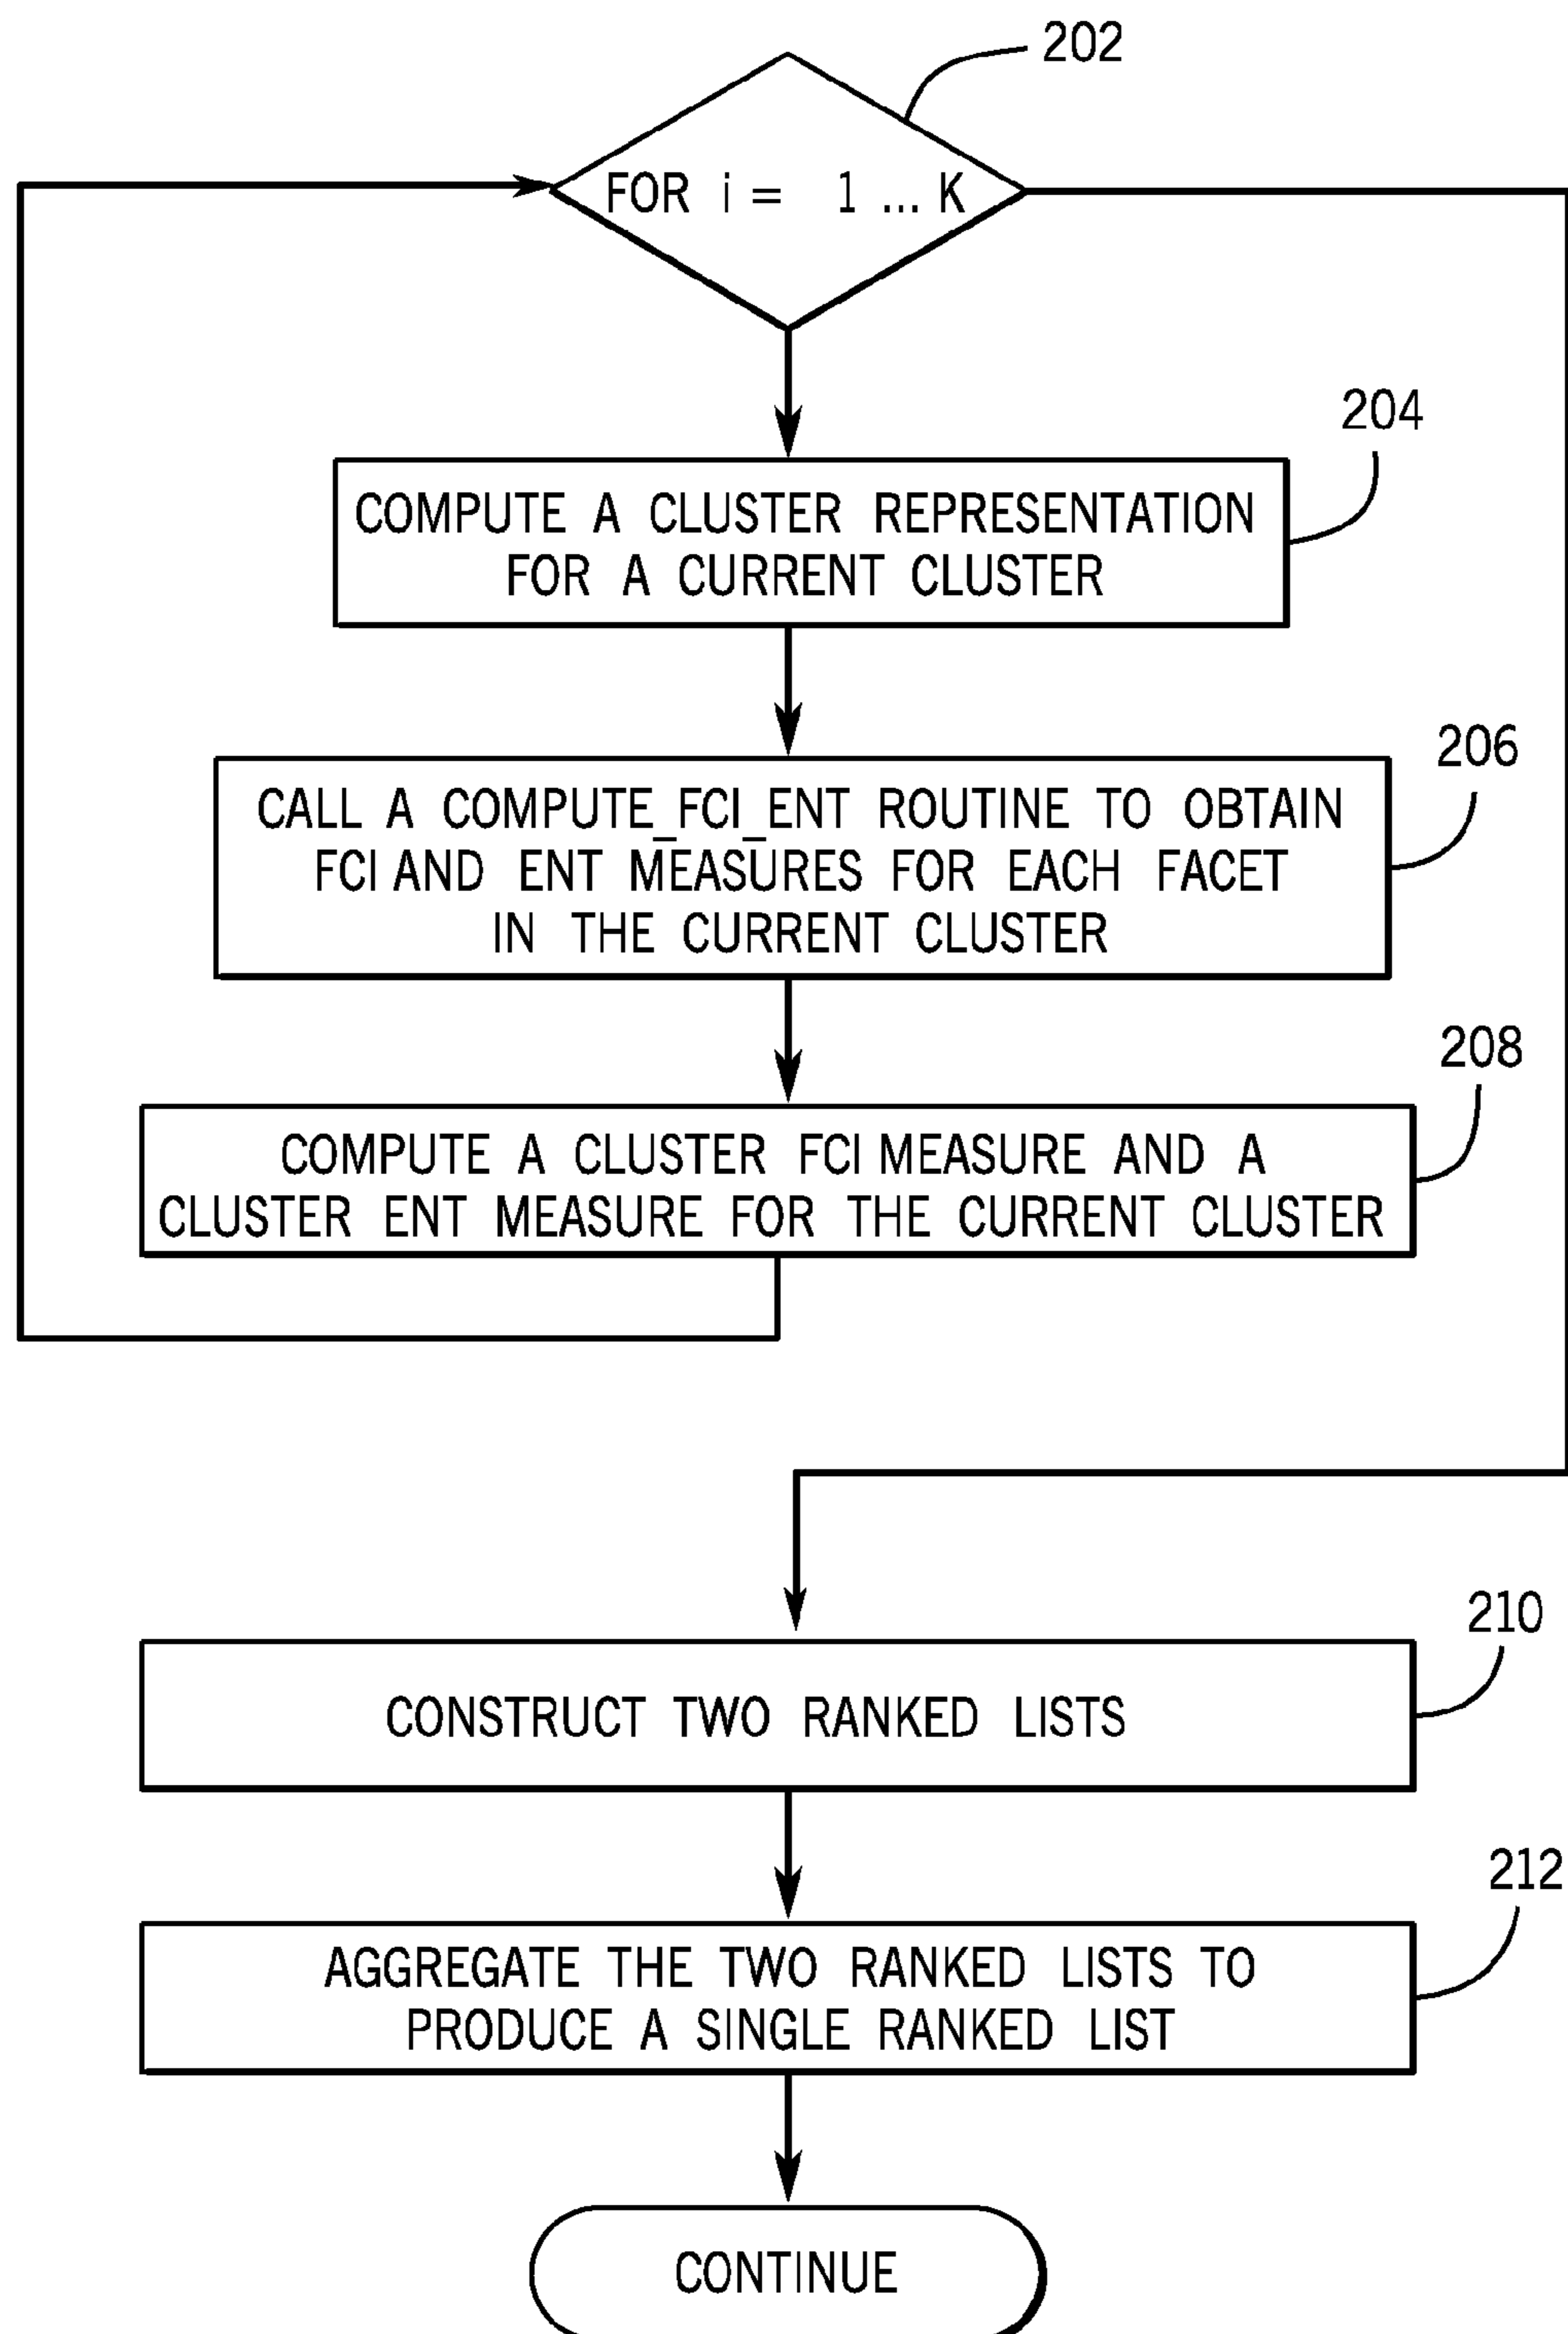 202
FOR i = 1 ... K
204
COMPUTE A CLUSTER REPRESENTATION
FOR A CURRENT CLUSTER
206
CALL A COMPUTE_FCI_ENT ROUTINE TO OBTAIN
FCI AND ENT MEASURES FOR EACH FACET
IN THE CURRENT CLUSTER
208
COMPUTE A CLUSTER FCI MEASURE AND A
CLUSTER ENT MEASURE FOR THE CURRENT CLUSTER
210
CONSTRUCT TWO RANKED LISTS
212
AGGREGATE THE TWO RANKED LISTS TO
PRODUCE A SINGLE RANKED LIST
CONTINUE